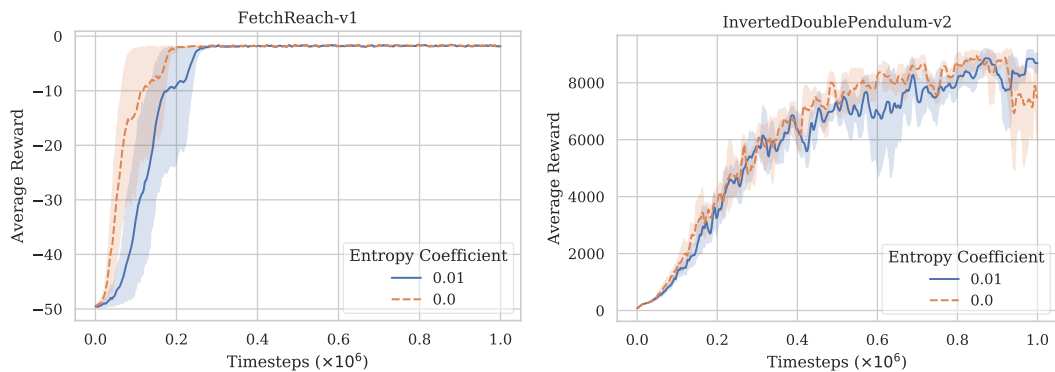 FetchReach-v1
0
−10
−20
−30
−40
−50
Average Reward
Entropy Coefficient
0.01
0.0
0.0 0.2 0.4 0.6 0.8 1.0
Timesteps (×10⁶)
InvertedDoublePendulum-v2
8000
6000
4000
2000
0
Average Reward
Entropy Coefficient
0.01
0.0
0.0 0.2 0.4 0.6 0.8 1.0
Timesteps (×10⁶)